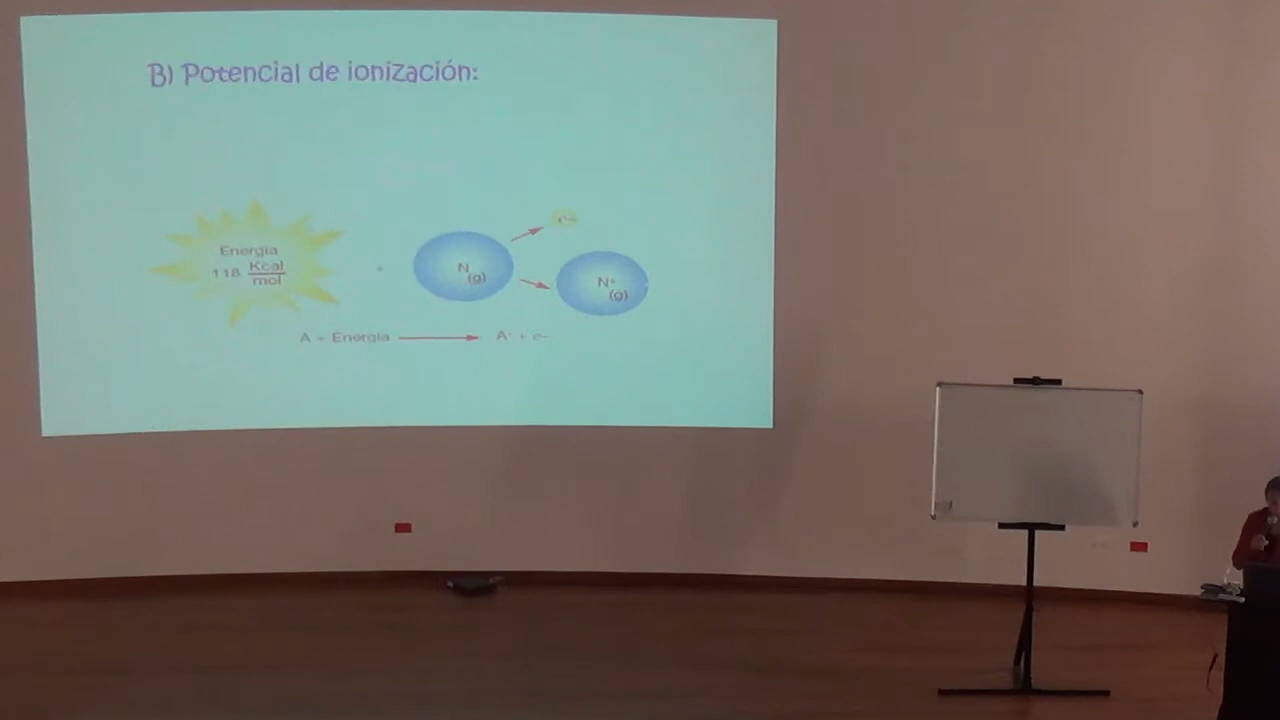 B) Potencial de ionización:
Energía
118 Kcal
mol
+
N
(g)
e-
N+
(g)
A + Energía
A+ + e-